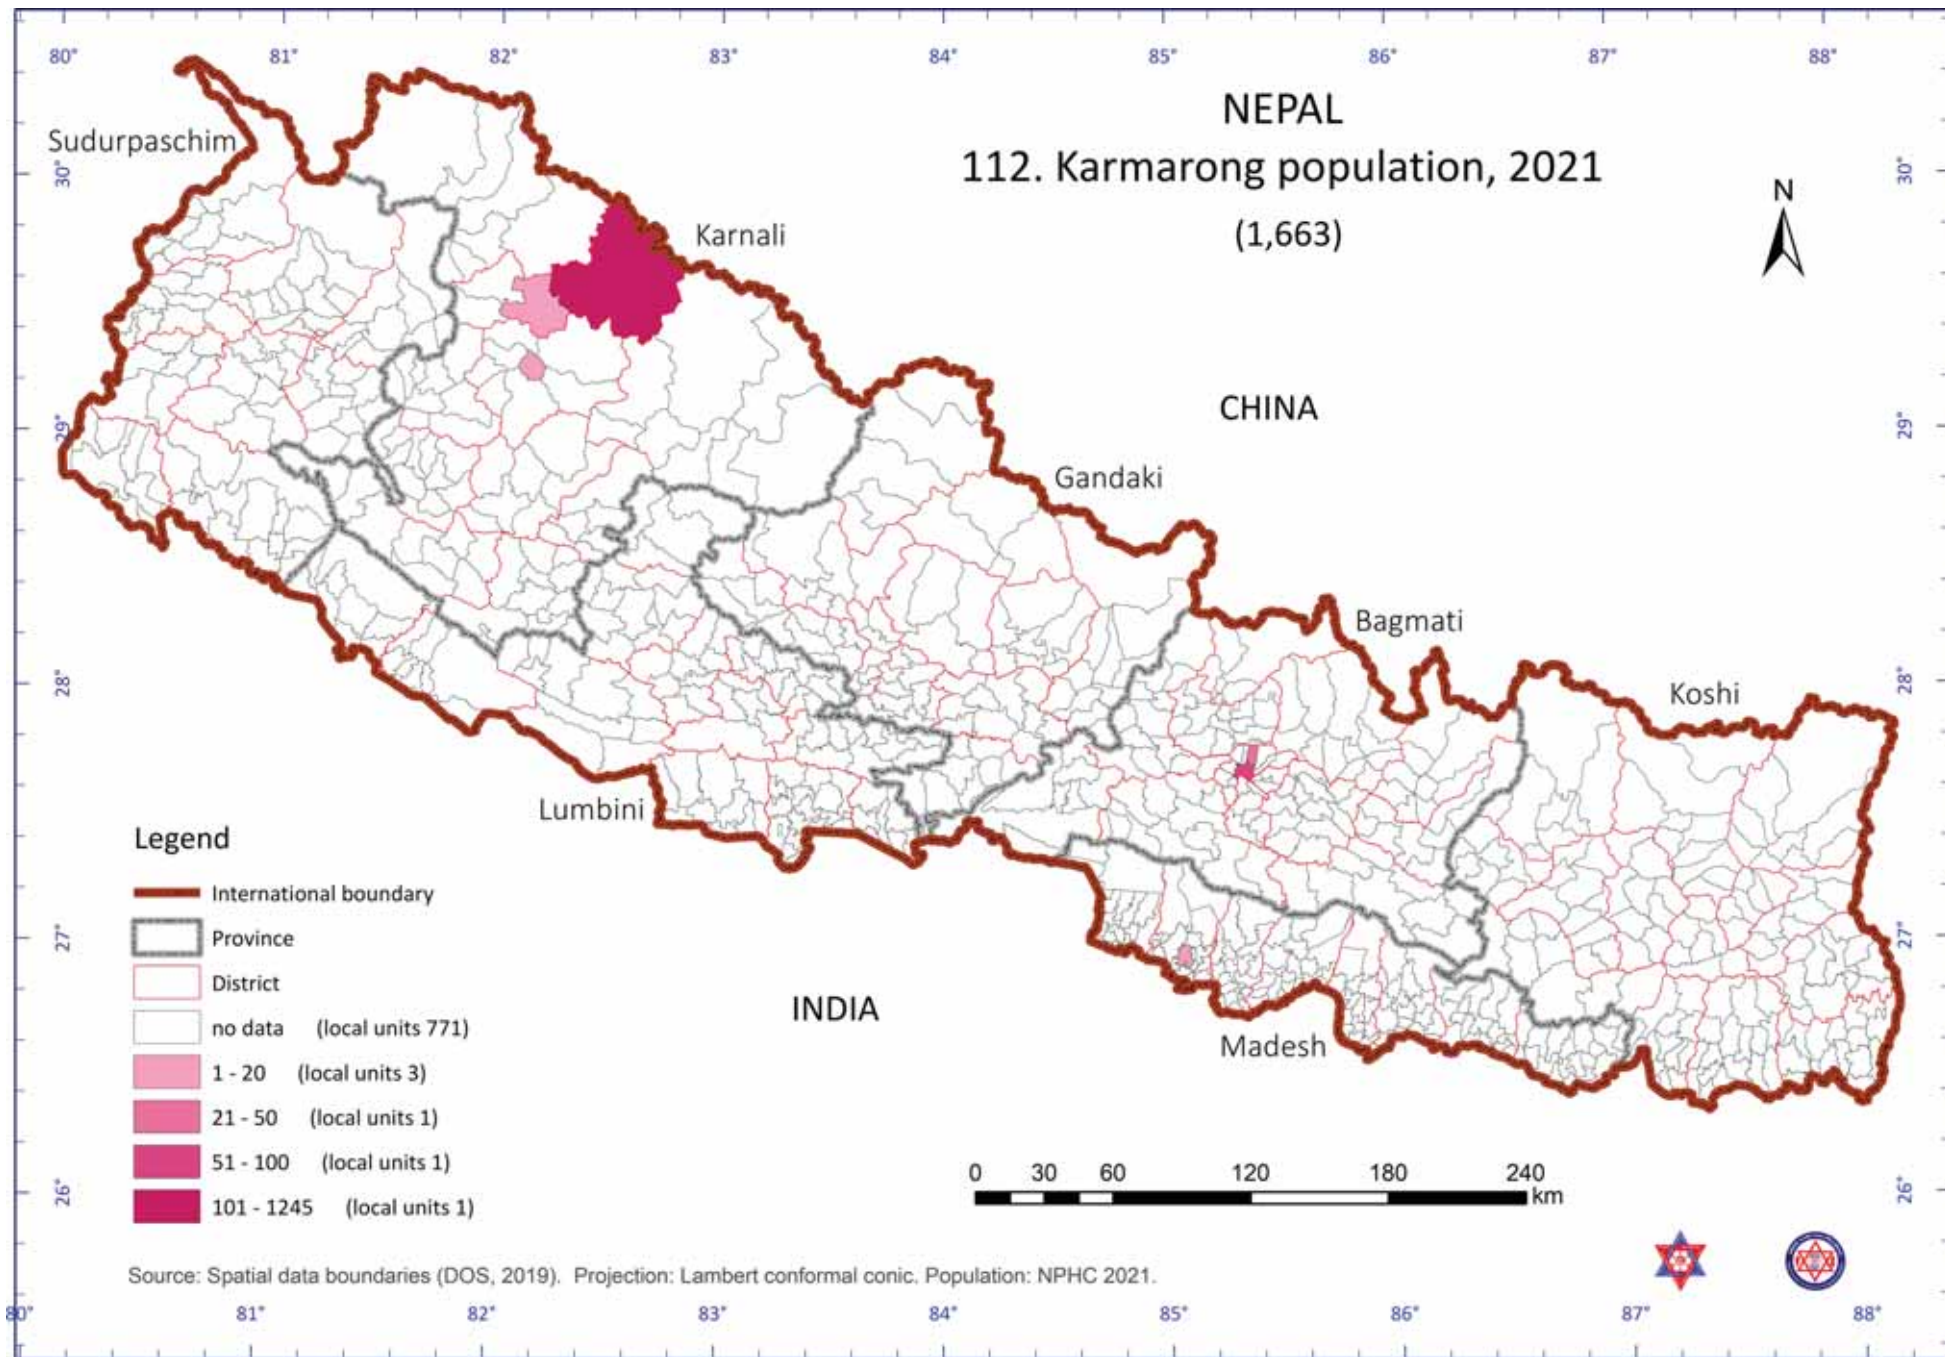 80° 81° 82° 83° 84° 85° 86° 87° 88°
NEPAL
112. Karmarong population, 2021
(1,663)
N
Sudurpaschim
30°
30°
Karnali
CHINA
29°
29°
Gandaki
Bagmati
28°
28°
Koshi
Lumbini
Legend
International boundary
Province
27°
27°
District
INDIA
no data (local units 771)
Madesh
1 - 20 (local units 3)
21 - 50 (local units 1)
51 - 100 (local units 1)
0 30 60 120 180 240
km
26°
26°
101 - 1245 (local units 1)
Source: Spatial data boundaries (DOS, 2019). Projection: Lambert conformal conic. Population: NPHC 2021.
80° 81° 82° 83° 84° 85° 86° 87° 88°